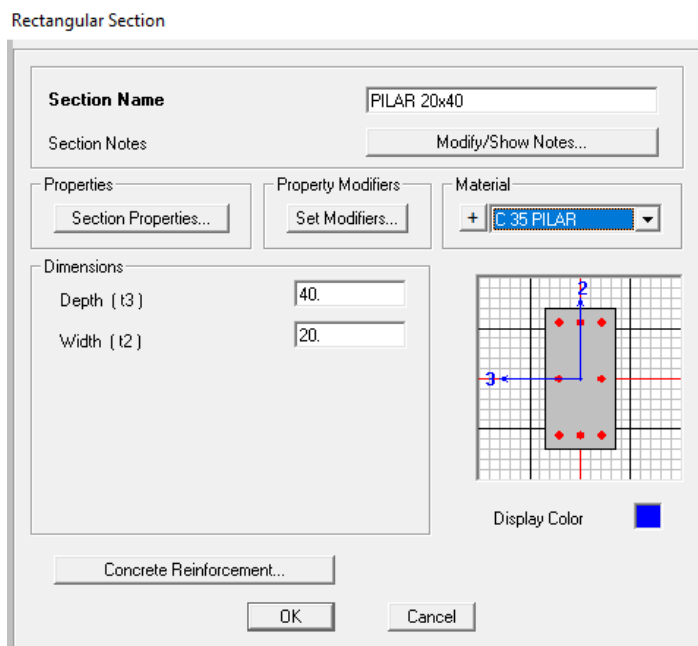 Rectangular Section
Section Name PILAR 20x40
Section Notes Modify/Show Notes...
Properties Property Modifiers Material
Section Properties... Set Modifiers... + C 35 PILAR
Dimensions
Depth ( t3 ) 40.
Width ( t2 ) 20.
2
3
Display Color
Concrete Reinforcement...
OK Cancel